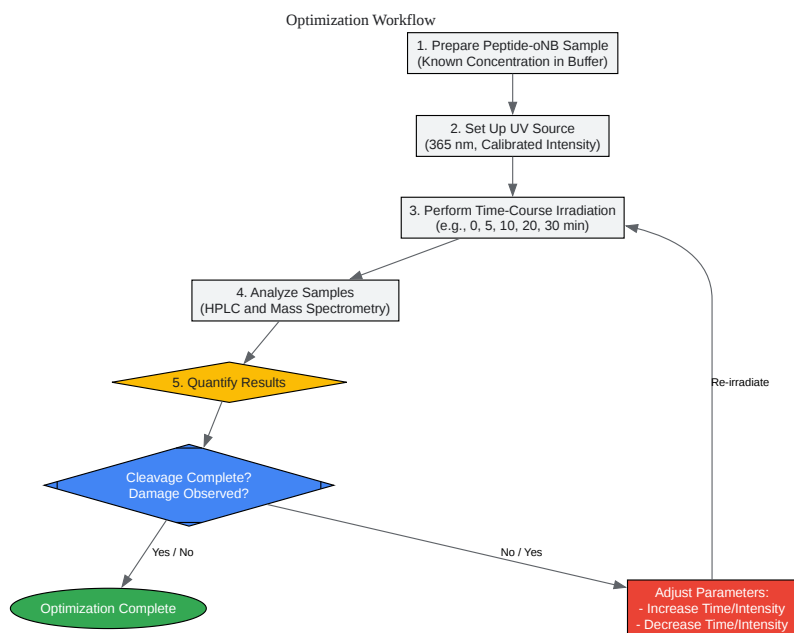 Optimization Workflow
1. Prepare Peptide-oNB Sample
(Known Concentration in Buffer)
2. Set Up UV Source
(365 nm, Calibrated Intensity)
3. Perform Time-Course Irradiation
(e.g., 0, 5, 10, 20, 30 min)
4. Analyze Samples
(HPLC and Mass Spectrometry)
5. Quantify Results
Re-irradiate
Cleavage Complete?
Damage Observed?
Yes / No
No / Yes
Optimization Complete
Adjust Parameters:
- Increase Time/Intensity
- Decrease Time/Intensity